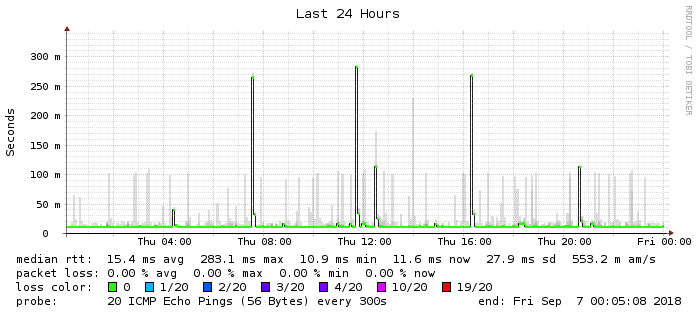 Last 24 Hours
RRDTOOL / TOBI OETIKER
Seconds
300 m
250 m
200 m
150 m
100 m
50 m
0
Thu 04:00 Thu 08:00 Thu 12:00 Thu 16:00 Thu 20:00 Fri 00:00
median rtt: 15.4 ms avg 283.1 ms max 10.9 ms min 11.6 ms now 27.9 ms sd 553.2 m am/s
packet loss: 0.00 % avg 0.00 % max 0.00 % min 0.00 % now
loss color: 0 1/20 2/20 3/20 4/20 10/20 19/20
probe: 20 ICMP Echo Pings (56 Bytes) every 300s end: Fri Sep 7 00:05:08 2018